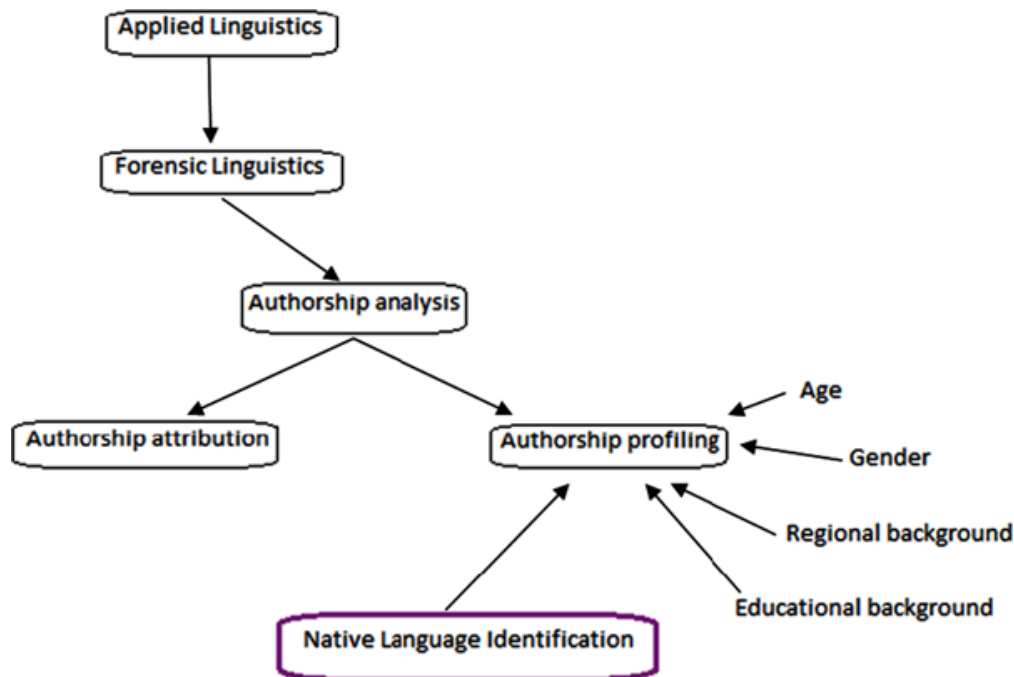 Applied Linguistics
Forensic Linguistics
Authorship analysis
Authorship attribution
Authorship profiling
Age
Gender
Regional background
Educational background
Native Language Identification